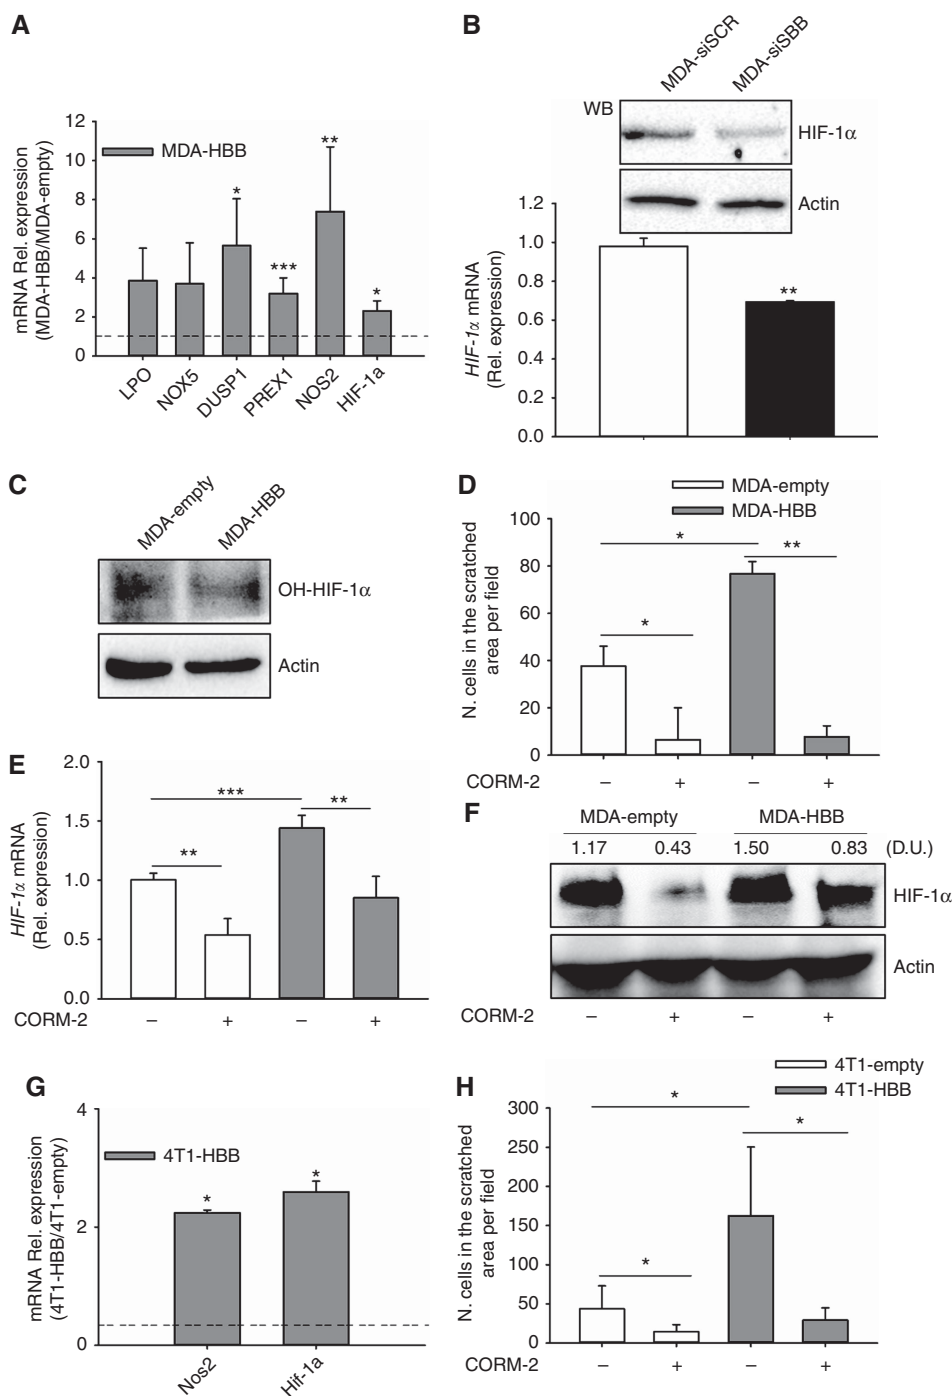 A
mRNA Rel. expression
(MDA-HBB/MDA-empty)
12
10
8
6
4
2
0
MDA-HBB
*
***
**
*
LPO
NOX5
DUSP1
PREX1
NOS2
HIF-1a
B
MDA-siSCR
MDA-siSBB
WB
HIF-1α
Actin
HIF-1α mRNA
(Rel. expression)
1.2
1.0
0.8
0.6
0.4
0.2
0.0
**
C
MDA-empty
MDA-HBB
OH-HIF-1α
Actin
D
MDA-empty
MDA-HBB
N. cells in the scratched
area per field
100
80
60
40
20
0
*
*
**
CORM-2 – + – +
E
HIF-1α mRNA
(Rel. expression)
2.0
1.5
1.0
0.5
0.0
***
**
**
CORM-2 – + – +
F
MDA-empty MDA-HBB
1.17 0.43 1.50 0.83 (D.U.)
HIF-1α
Actin
CORM-2 – + – +
G
mRNA Rel. expression
(4T1-HBB/4T1-empty)
4
2
0
4T1-HBB
*
*
Nos2
Hif-1a
H
4T1-empty
4T1-HBB
N. cells in the scratched
area per field
300
250
200
150
100
50
0
*
*
*
CORM-2 – + – +